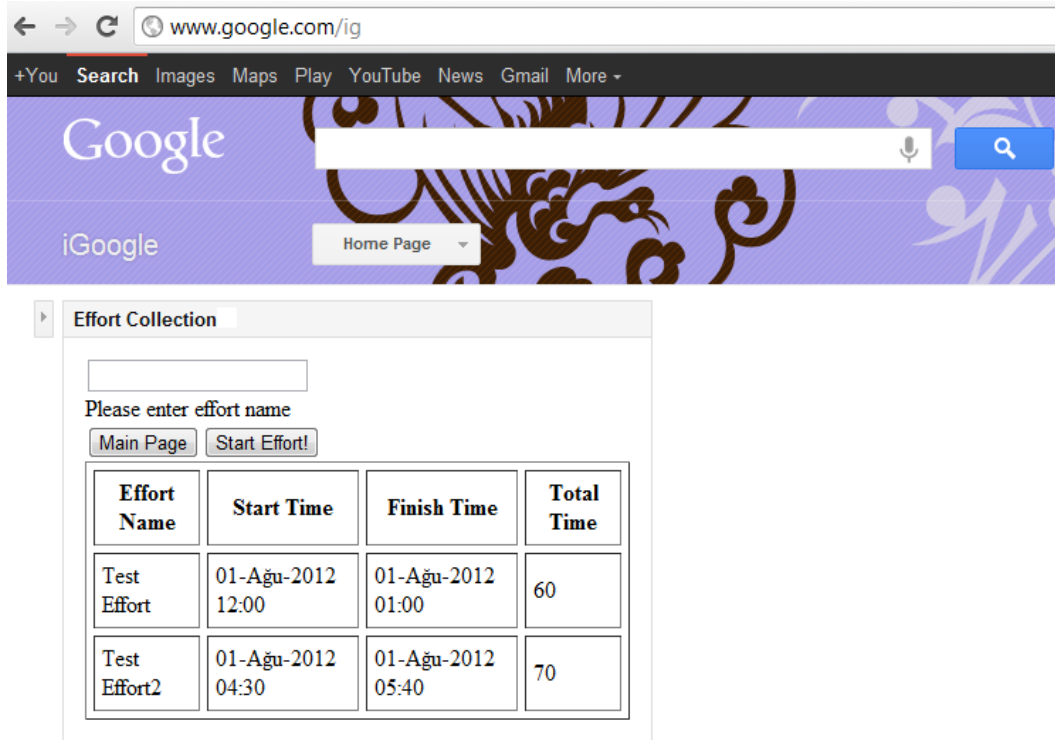 www.google.com/ig
+You Search Images Maps Play YouTube News Gmail More
Google
iGoogle
Home Page
Effort Collection
Please enter effort name
Main Page Start Effort!
Effort Name Start Time Finish Time Total Time
Test Effort 01-Ağu-2012 12:00 01-Ağu-2012 01:00 60
Test Effort2 01-Ağu-2012 04:30 01-Ağu-2012 05:40 70